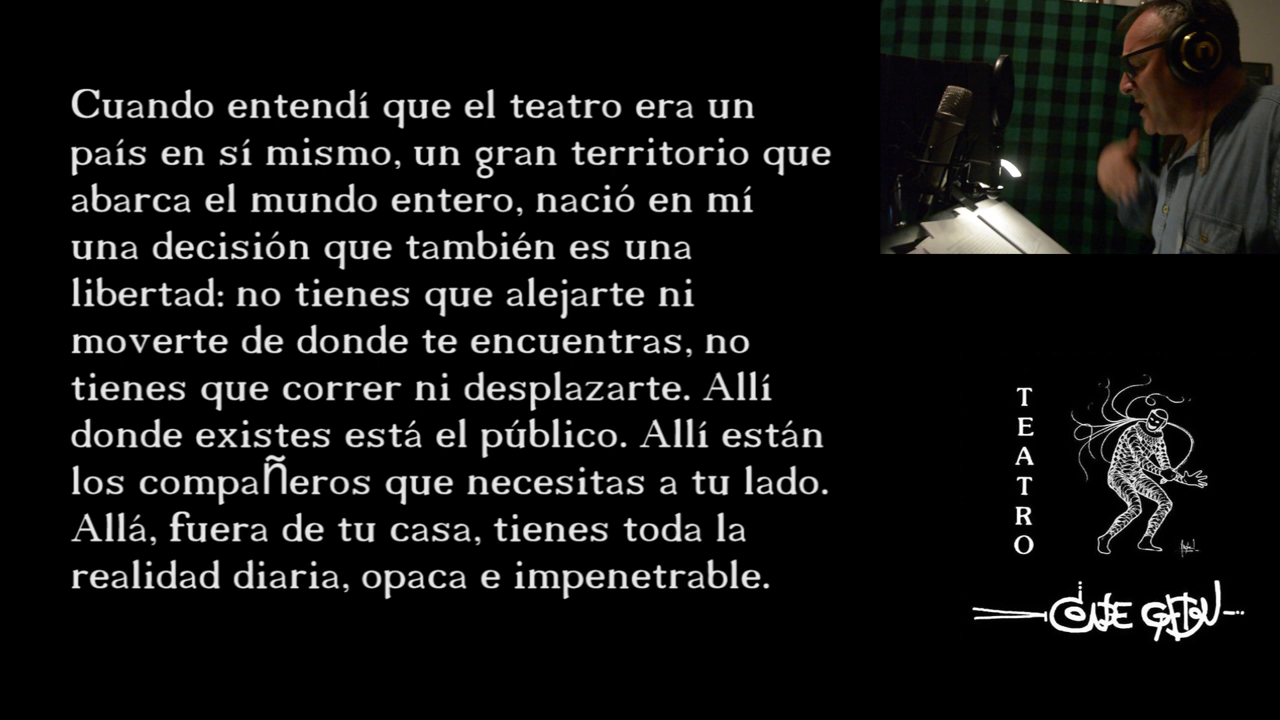 Cuando entendí que el teatro era un
país en sí mismo, un gran territorio que
abarca el mundo entero, nació en mí
una decisión que también es una
libertad: no tienes que alejarte ni
moverte de donde te encuentras, no
tienes que correr ni desplazarte. Allí
donde existes está el público. Allí están
los compañeros que necesitas a tu lado.
Allá, fuera de tu casa, tienes toda la
realidad diaria, opaca e impenetrable.
TEATRO